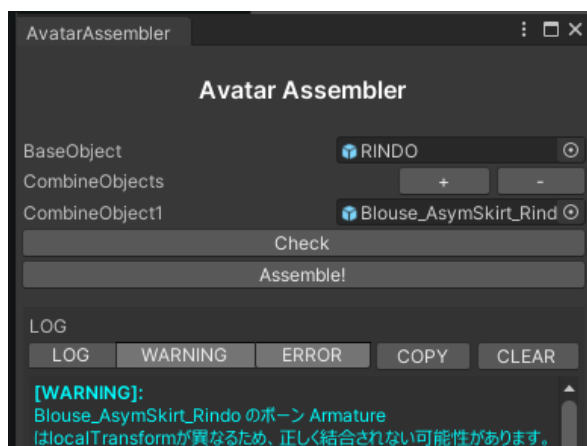 AvatarAssembler
Avatar Assembler
BaseObject RINDO
CombineObjects + -
CombineObject1 Blouse_AsymSkirt_Rind
Check
Assemble!
LOG
LOG WARNING ERROR COPY CLEAR
[WARNING]:
Blouse_AsymSkirt_Rindo のボーン Armature
はlocalTransformが異なるため、正しく結合されない可能性があります。